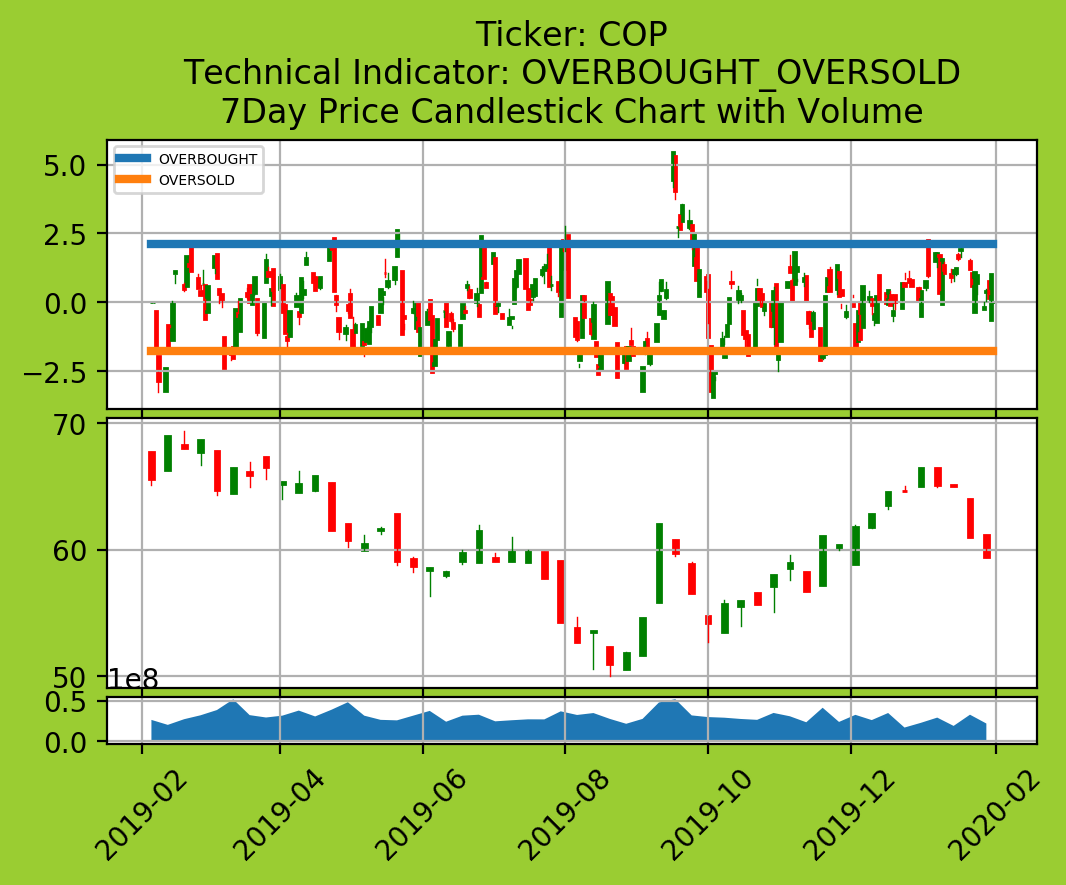 Ticker: COP
Technical Indicator: OVERBOUGHT_OVERSOLD
7Day Price Candlestick Chart with Volume
OVERBOUGHT
OVERSOLD
5.0
2.5
0.0
−2.5
70
60
50
1e8
0.5
0.0
2019-02
2019-04
2019-06
2019-08
2019-10
2019-12
2020-02